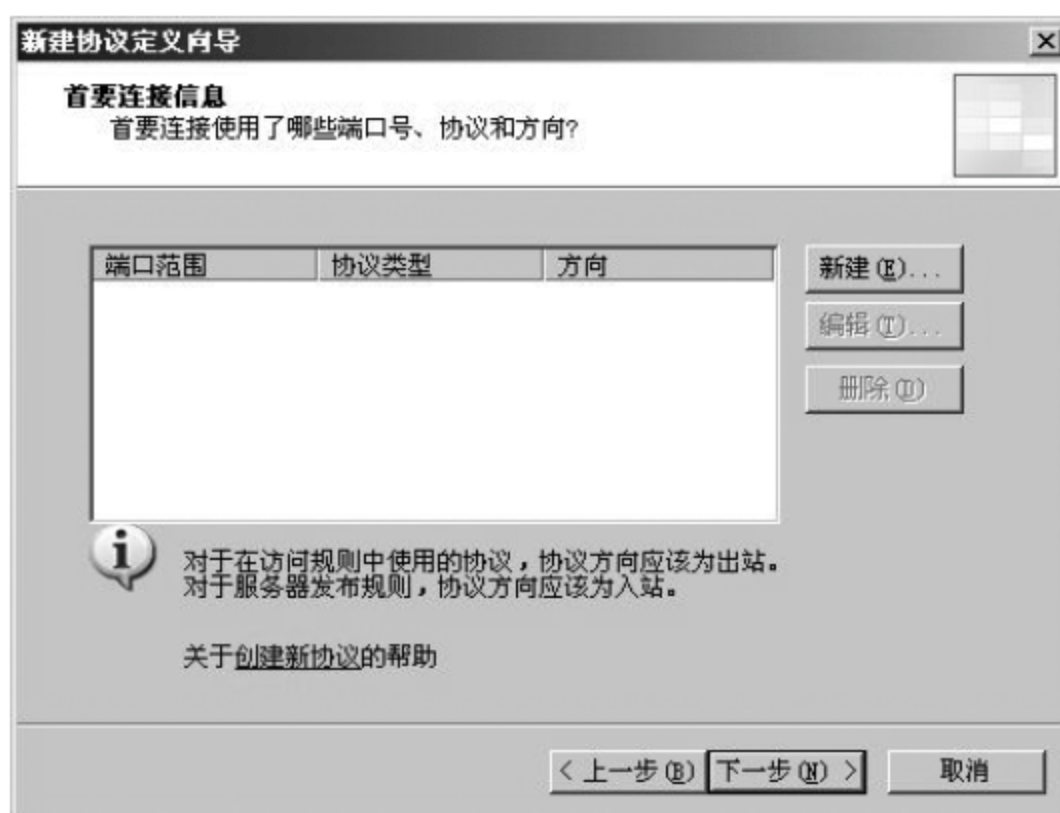 新建协议定义向导
首要连接信息
首要连接使用了哪些端口号、协议和方向?
端口范围 协议类型 方向
新建(E)...
编辑(T)...
删除(D)
对于在访问规则中使用的协议，协议方向应该为出站。
对于服务器发布规则，协议方向应该为入站。
关于创建新协议的帮助
< 上一步(B) 下一步(N) > 取消